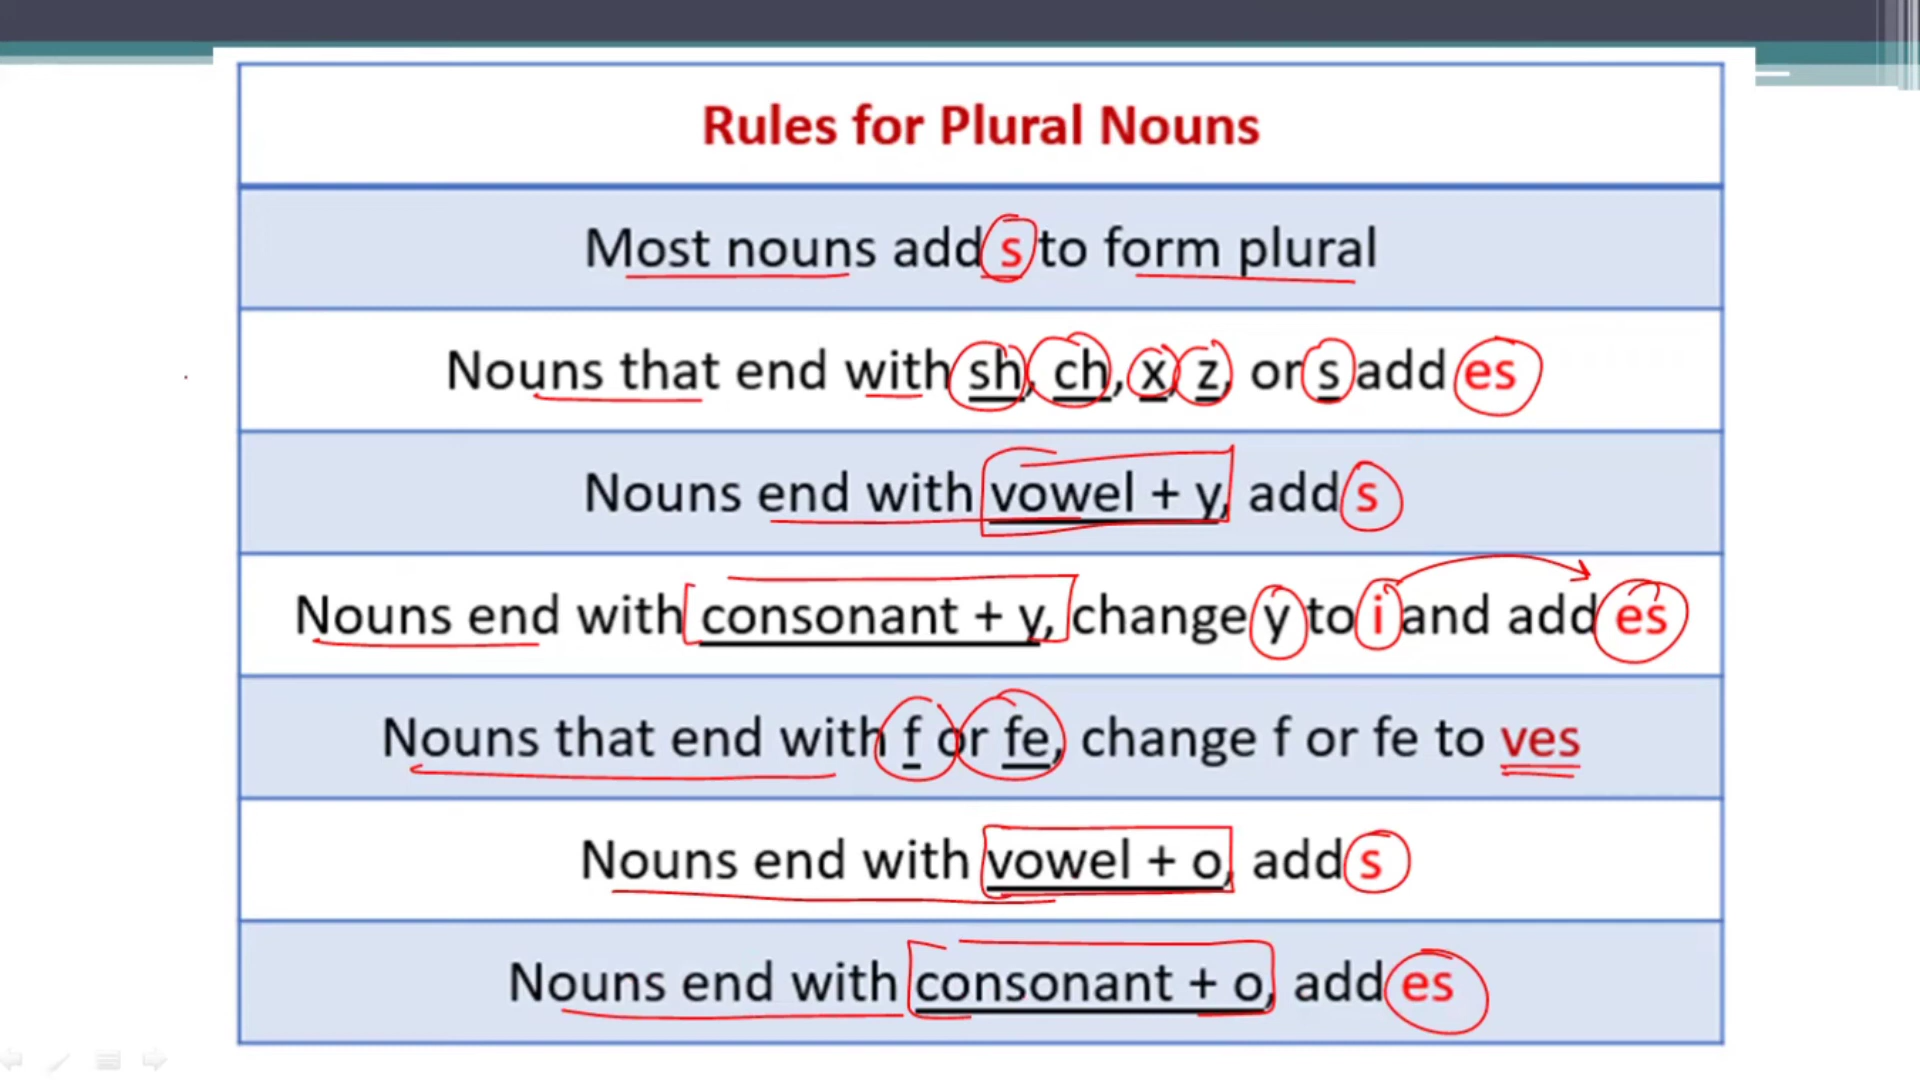 Rules for Plural Nouns
Most nouns add s to form plural
Nouns that end with sh, ch, x, z, or s add es
Nouns end with vowel + y, add s
Nouns end with consonant + y, change y to i and add es
Nouns that end with f or fe, change f or fe to ves
Nouns end with vowel + o, add s
Nouns end with consonant + o, add es